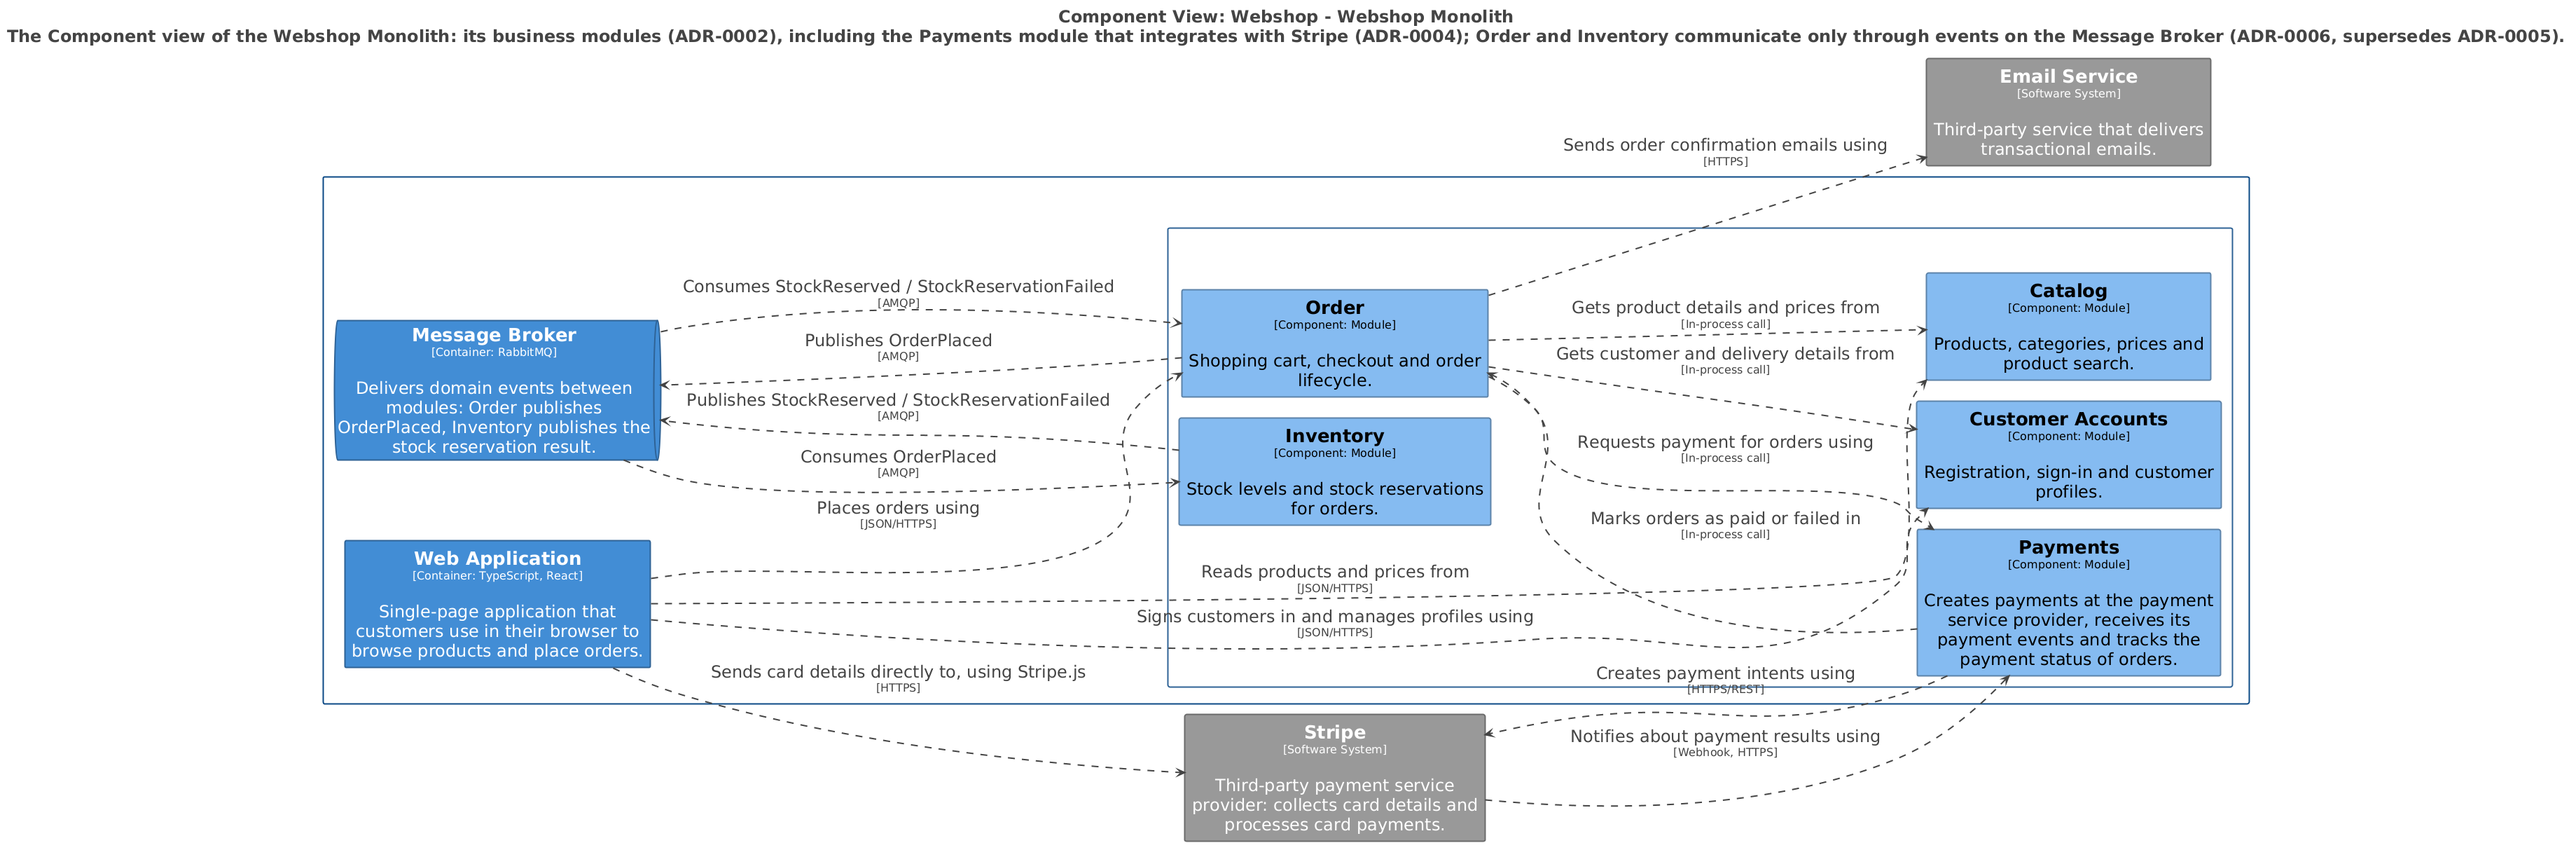 Component View: Webshop - Webshop Monolith
The Component view of the Webshop Monolith: its business modules (ADR-0002), including the Payments module that integrates with Stripe (ADR-0004); Order and Inventory communicate only through events on the Message Broker (ADR-0006, supersedes ADR-0005).
Email Service
[Software System]
Third-party service that delivers
transactional emails.
Sends order confirmation emails using
[HTTPS]
Consumes StockReserved / StockReservationFailed
[AMQP]
Publishes OrderPlaced
[AMQP]
Publishes StockReserved / StockReservationFailed
[AMQP]
Consumes OrderPlaced
[AMQP]
Places orders using
[JSON/HTTPS]
Message Broker
[Container: RabbitMQ]
Delivers domain events between
modules: Order publishes
OrderPlaced, Inventory publishes the
stock reservation result.
Order
[Component: Module]
Shopping cart, checkout and order
lifecycle.
Inventory
[Component: Module]
Stock levels and stock reservations
for orders.
Gets product details and prices from
[In-process call]
Gets customer and delivery details from
[In-process call]
Requests payment for orders using
[In-process call]
Marks orders as paid or failed in
[In-process call]
Catalog
[Component: Module]
Products, categories, prices and
product search.
Customer Accounts
[Component: Module]
Registration, sign-in and customer
profiles.
Payments
[Component: Module]
Creates payments at the payment
service provider, receives its
payment events and tracks the
payment status of orders.
Web Application
[Container: TypeScript, React]
Single-page application that
customers use in their browser to
browse products and place orders.
Reads products and prices from
[JSON/HTTPS]
Signs customers in and manages profiles using
[JSON/HTTPS]
Sends card details directly to, using Stripe.js
[HTTPS]
Creates payment intents using
[HTTPS/REST]
Notifies about payment results using
[Webhook, HTTPS]
Stripe
[Software System]
Third-party payment service
provider: collects card details and
processes card payments.